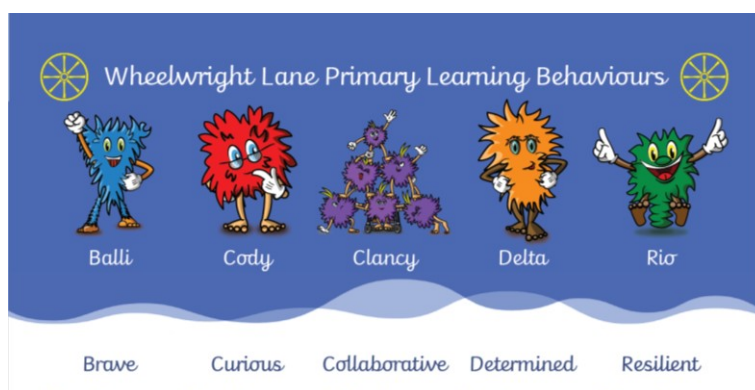 Wheelwright Lane Primary Learning Behaviours
Balli Cody Clancy Delta Rio
Brave Curious Collaborative Determined Resilient